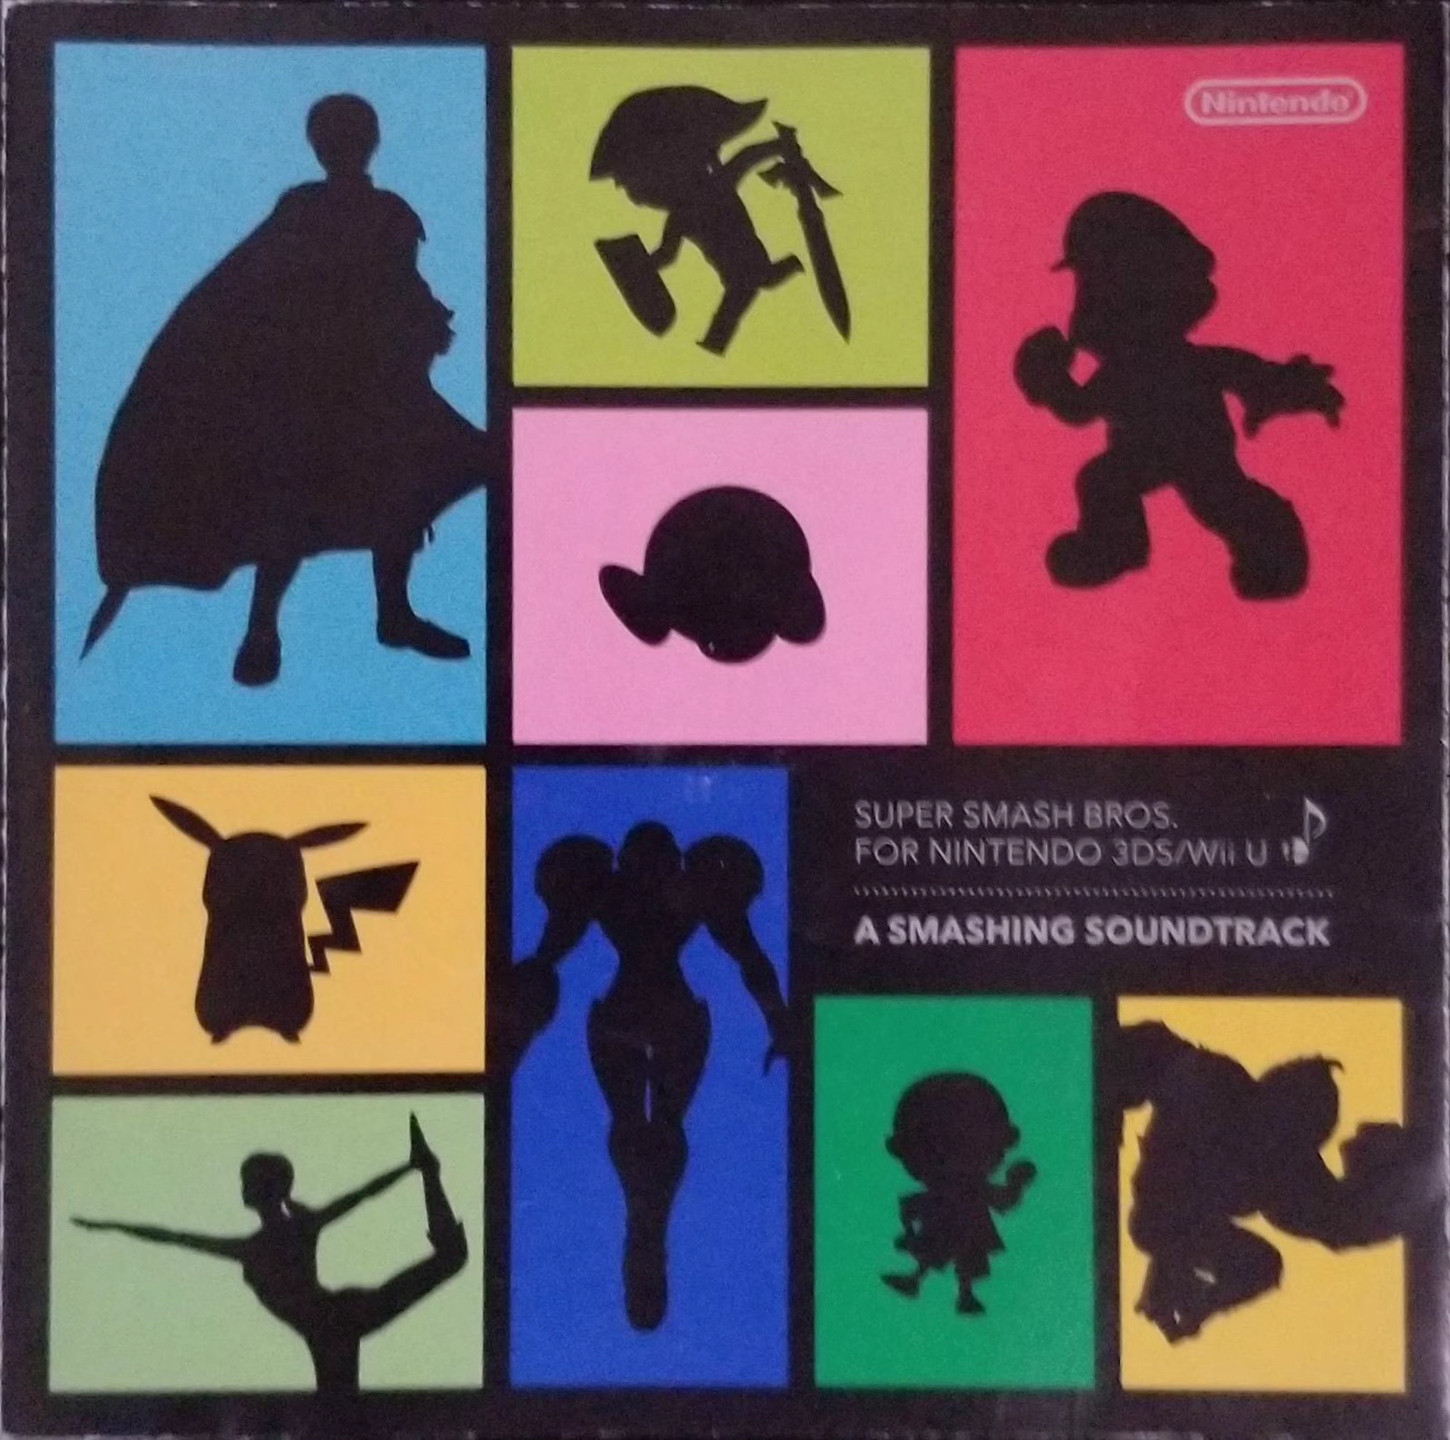 Nintendo
SUPER SMASH BROS.
FOR NINTENDO 3DS/Wii U
A SMASHING SOUNDTRACK